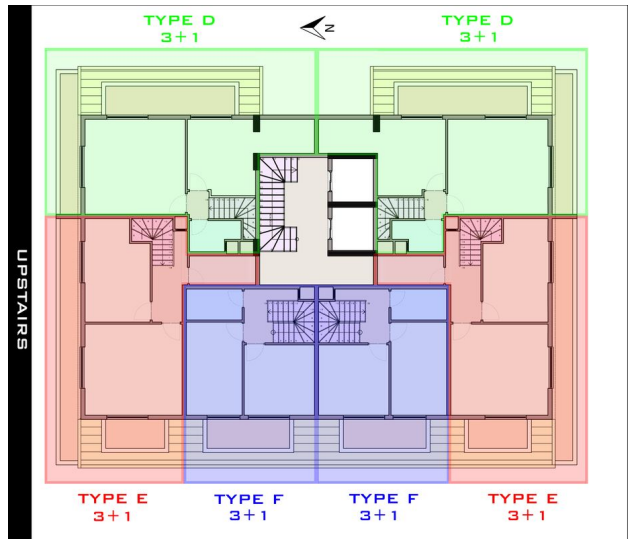 TYPE D
3+1
N
TYPE D
3+1
UPSTAIRS
TYPE E
3+1
TYPE F
3+1
TYPE F
3+1
TYPE E
3+1